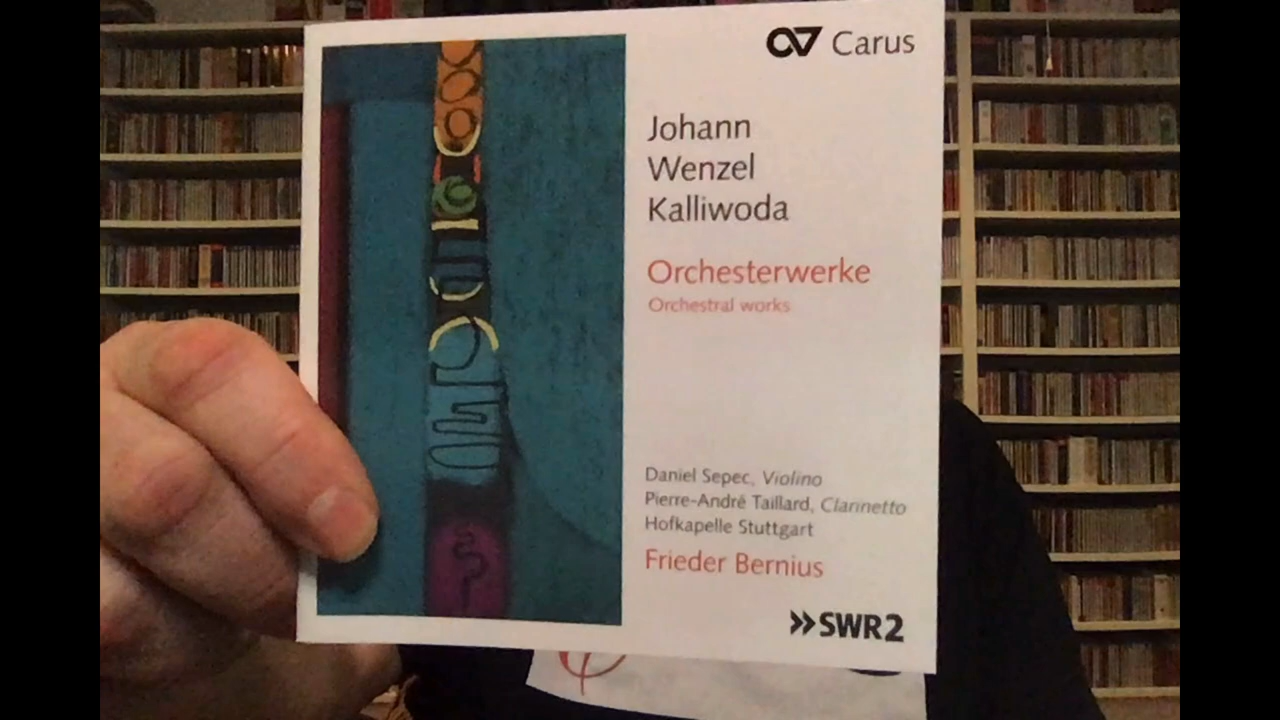 Carus
Johann
Wenzel
Kalliwoda
Orchesterwerke
Orchestral works
Daniel Sepec, Violino
Pierre-André Taillard, Clarinetto
Hofkapelle Stuttgart
Frieder Bernius
SWR2